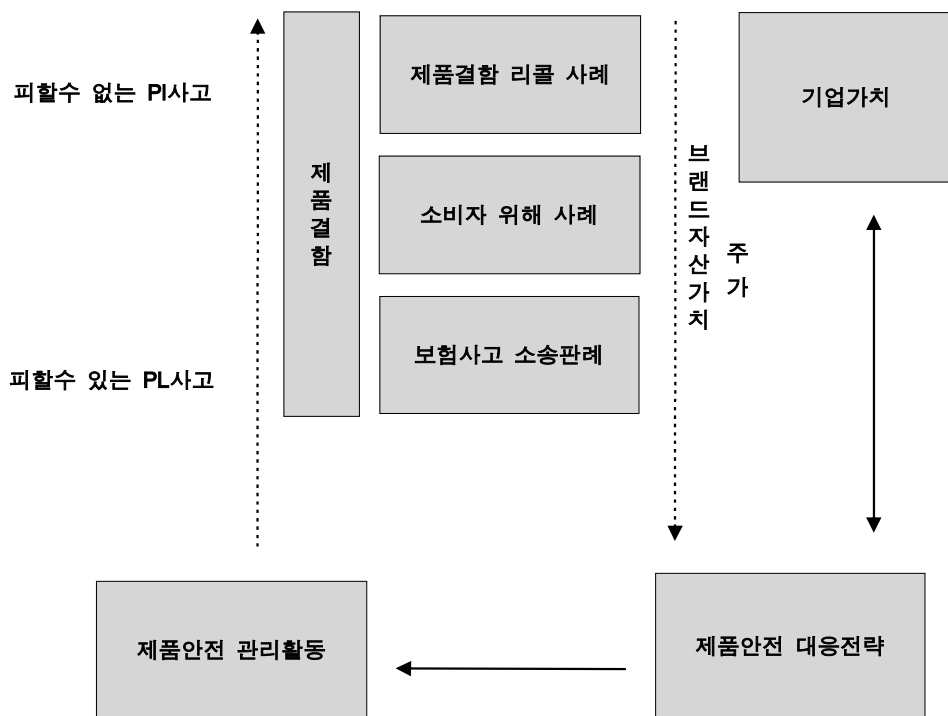 피할수 없는 PI사고
제품결함
제품결함 리콜 사례
소비자 위해 사례
보험사고 소송판례
브랜드자산가치
주가
기업가치
피할수 있는 PL사고
제품안전 관리활동
제품안전 대응전략